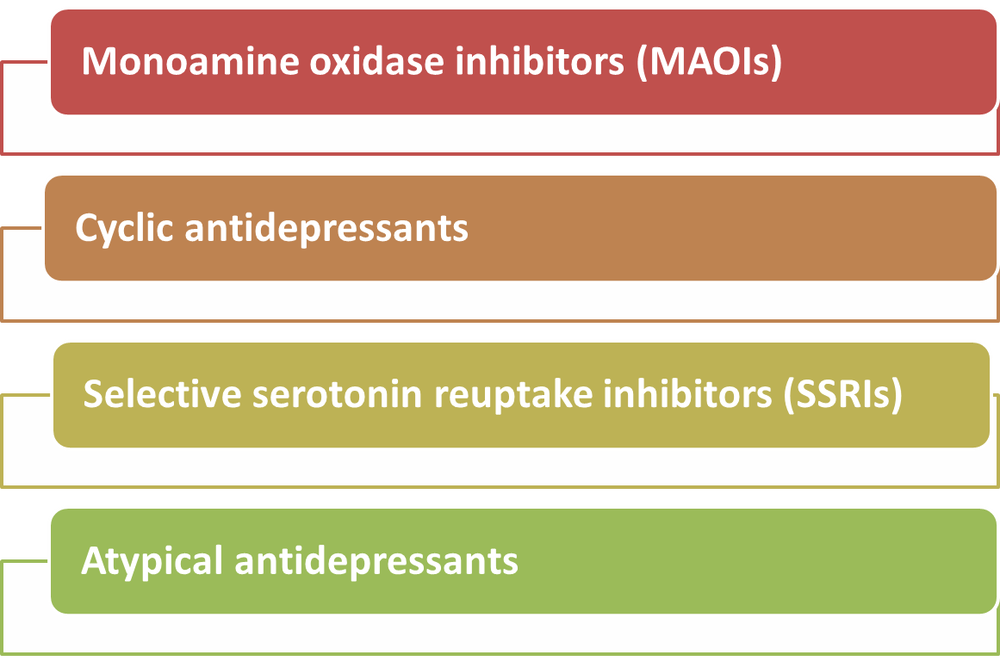 Monoamine oxidase inhibitors (MAOIs)
Cyclic antidepressants
Selective serotonin reuptake inhibitors (SSRIs)
Atypical antidepressants